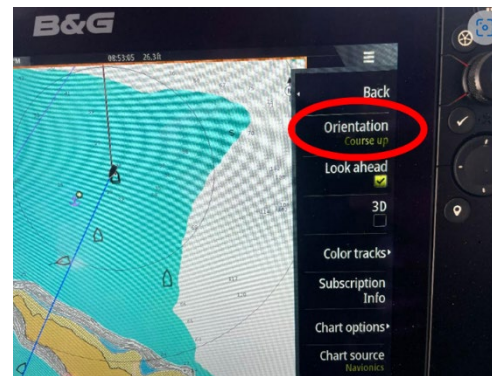 B&G
08:53:05 26.3ft
Back
Orientation
Course up
Look ahead
3D
Color tracks
Subscription
Info
Chart options
Chart source
Navionics